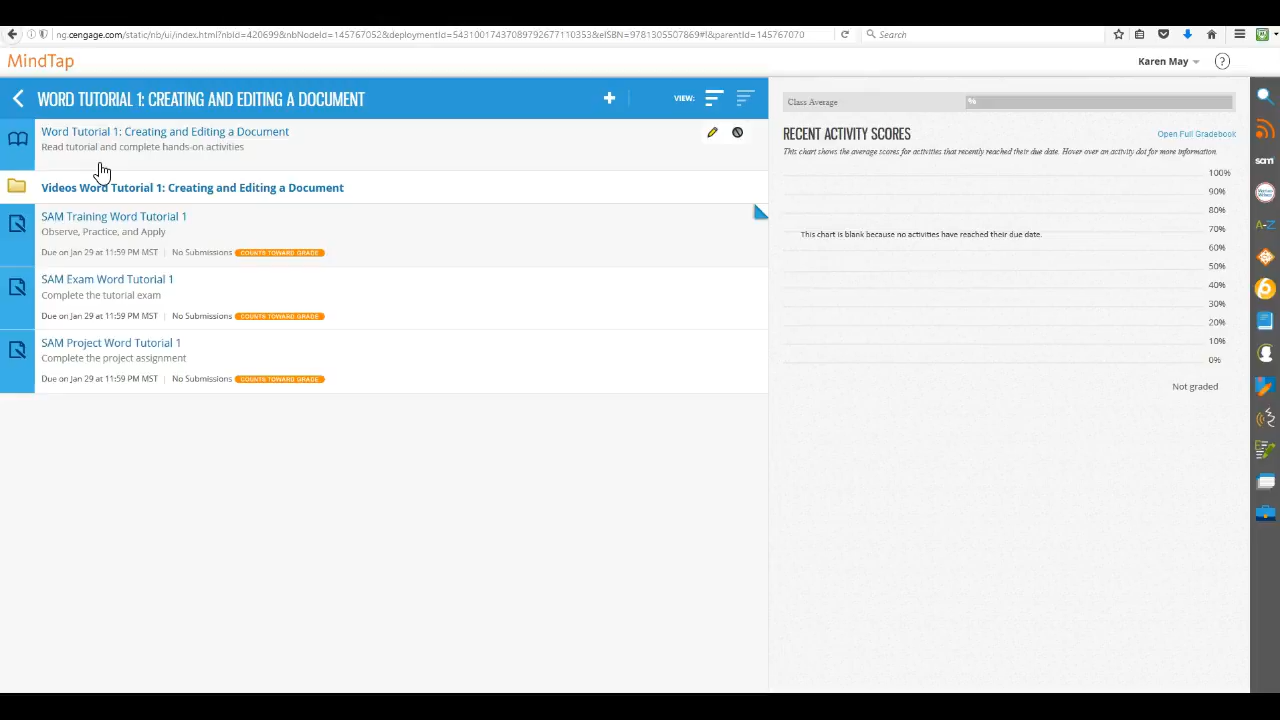 ng.cengage.com/static/nb/ui/index.html?nbId=420699&nbNodeId=145767052&deploymentId=5431001743708972677110353&eISBN=9781305507869#!&parentId=145767070
Search
MindTap
Karen May
?
WORD TUTORIAL 1: CREATING AND EDITING A DOCUMENT
VIEW:
Word Tutorial 1: Creating and Editing a Document
Read tutorial and complete hands-on activities
Videos Word Tutorial 1: Creating and Editing a Document
SAM Training Word Tutorial 1
Observe, Practice, and Apply
Due on Jan 29 at 11:59 PM MST | No Submissions COUNTS TOWARD GRADE
SAM Exam Word Tutorial 1
Complete the tutorial exam
Due on Jan 29 at 11:59 PM MST | No Submissions COUNTS TOWARD GRADE
SAM Project Word Tutorial 1
Complete the project assignment
Due on Jan 29 at 11:59 PM MST | No Submissions COUNTS TOWARD GRADE
Class Average %
RECENT ACTIVITY SCORES
Open Full Gradebook
This chart shows the average scores for activities that recently reached their due date. Hover over an activity dot for more information.
100%
90%
80%
70%
This chart is blank because no activities have reached their due date.
60%
50%
40%
30%
20%
10%
0%
Not graded
sam
A-Z